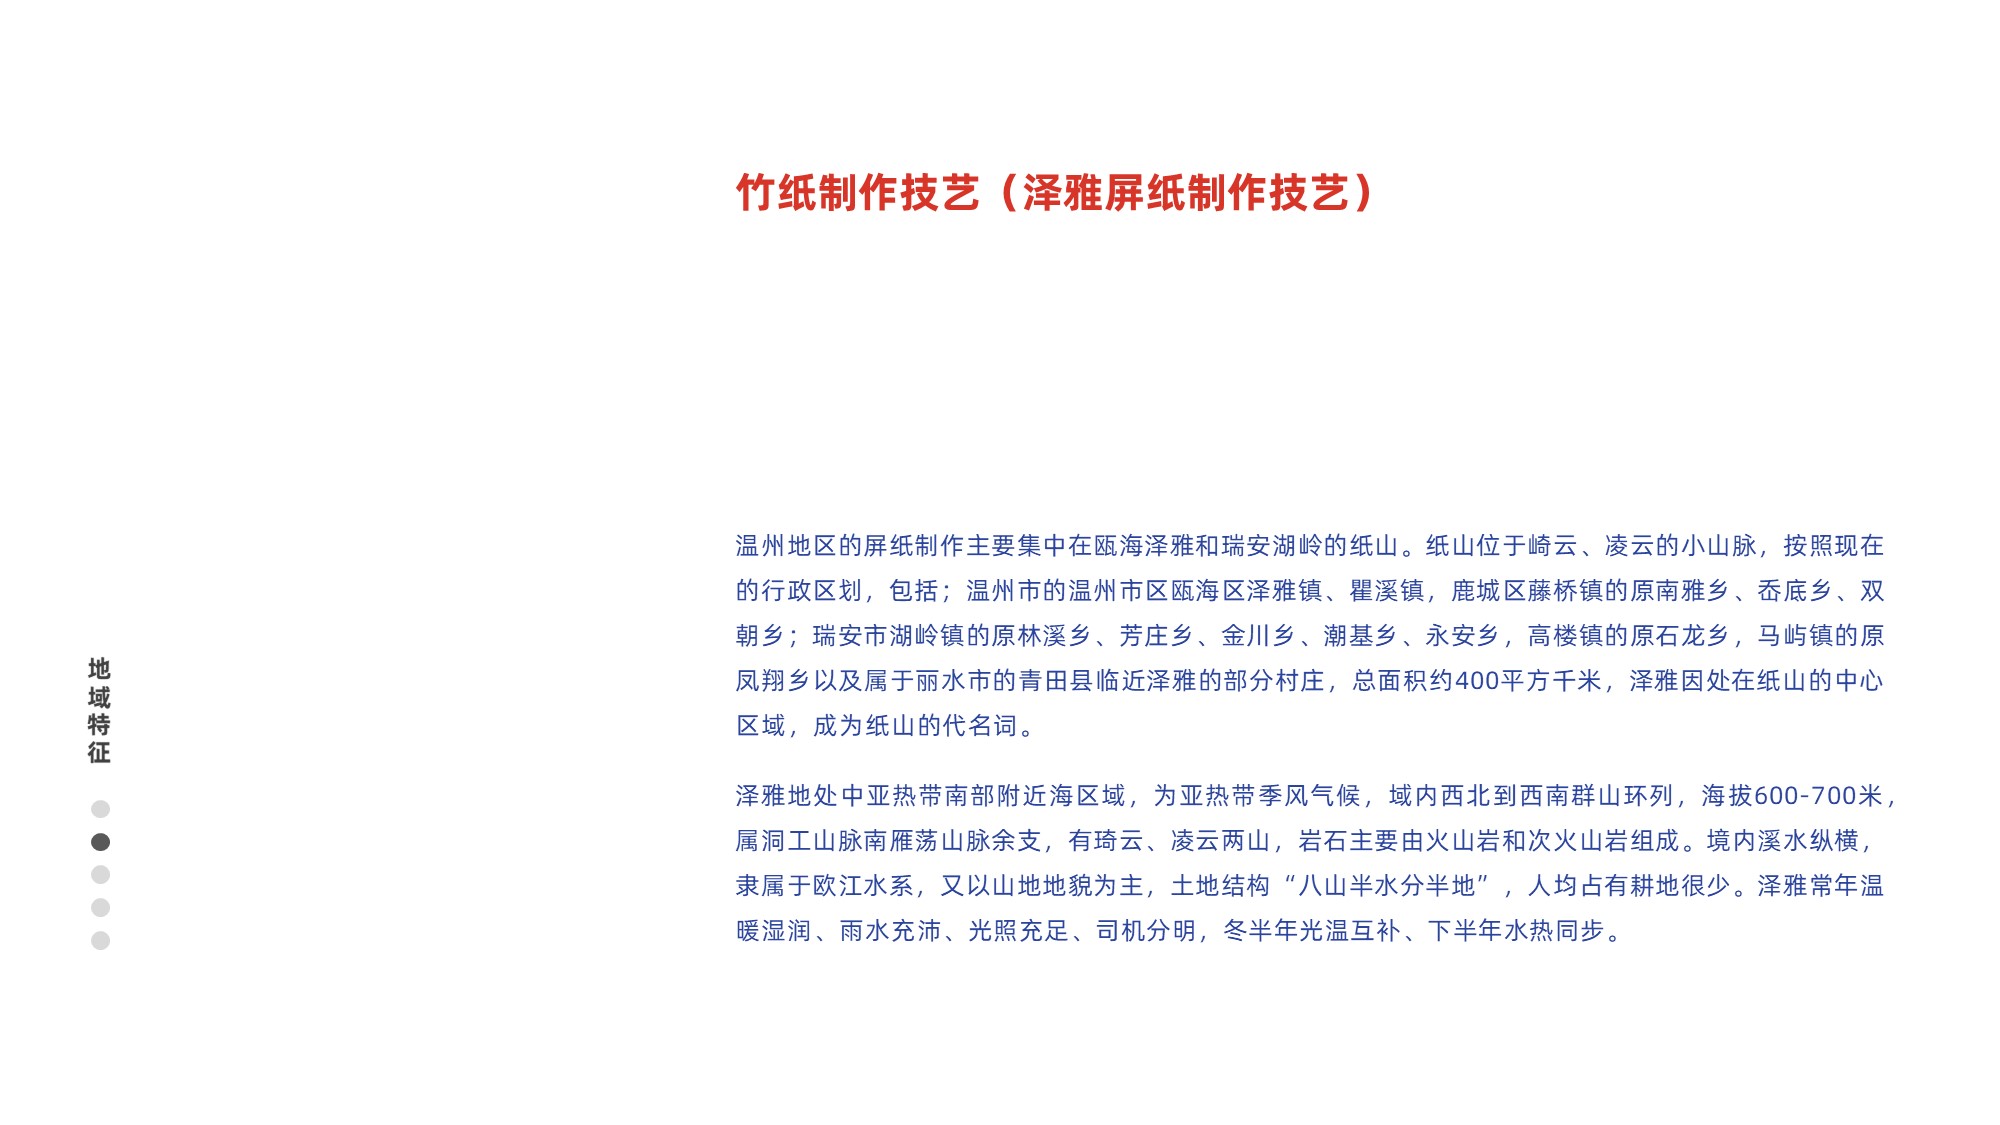 竹纸制作技艺（泽雅屏纸制作技艺）
温州地区的屏纸制作主要集中在瓯海泽雅和瑞安湖岭的纸山。纸山位于崎云、凌云的小山脉，按照现在
的行政区划，包括；温州市的温州市区瓯海区泽雅镇、瞿溪镇，鹿城区藤桥镇的原南雅乡、岙底乡、双
朝乡；瑞安市湖岭镇的原林溪乡、芳庄乡、金川乡、潮基乡、永安乡，高楼镇的原石龙乡，马屿镇的原
凤翔乡以及属于丽水市的青田县临近泽雅的部分村庄，总面积约400平方千米，泽雅因处在纸山的中心
区域，成为纸山的代名词。
泽雅地处中亚热带南部附近海区域，为亚热带季风气候，域内西北到西南群山环列，海拔600-700米，
属洞工山脉南雁荡山脉余支，有琦云、凌云两山，岩石主要由火山岩和次火山岩组成。境内溪水纵横，
隶属于欧江水系，又以山地地貌为主，土地结构“八山半水分半地”，人均占有耕地很少。泽雅常年温
暖湿润、雨水充沛、光照充足、司机分明，冬半年光温互补、下半年水热同步。
地域特征